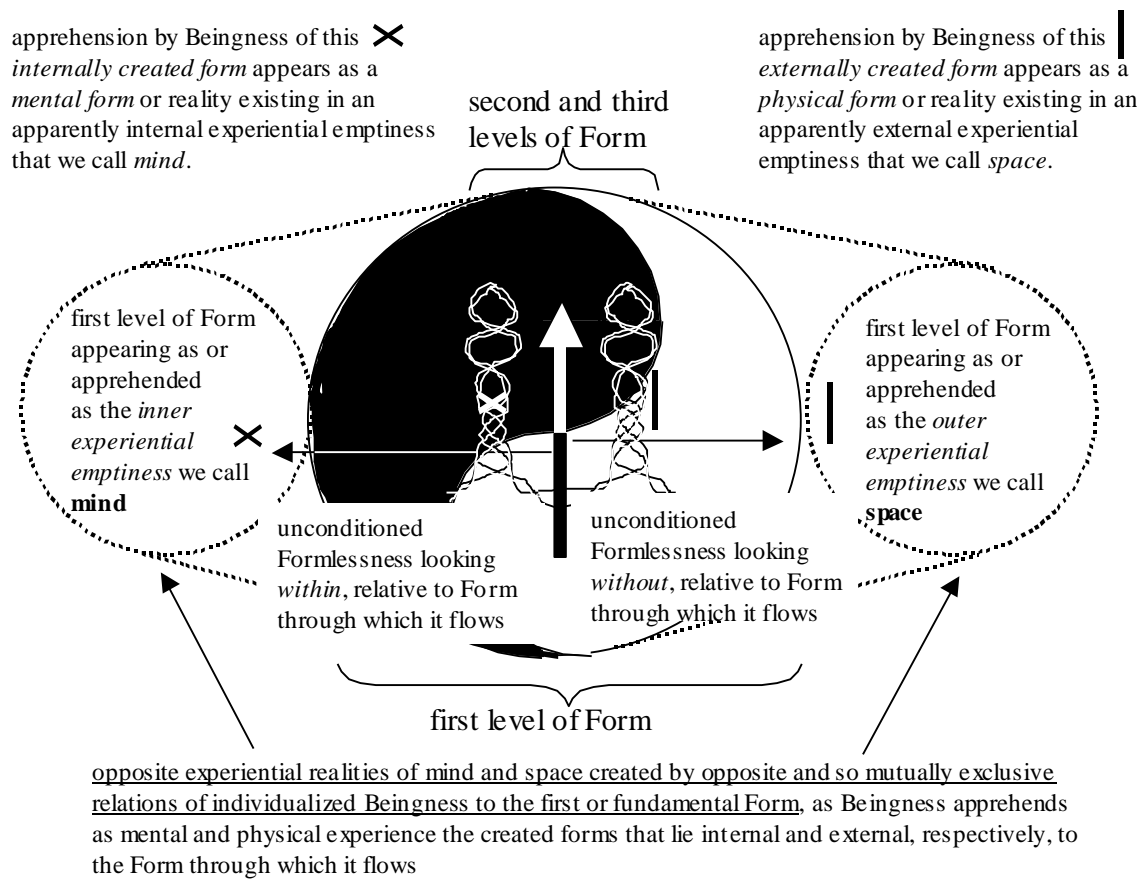 apprehension by Beingness of this
internally created form appears as a
mental form or reality existing in an
apparently internal experiential emptiness
that we call mind.
second and third
levels of Form
apprehension by Beingness of this
externally created form appears as a
physical form or reality existing in an
apparently external experiential
emptiness that we call space.
first level of Form
appearing as or
apprehended
as the inner
experiential
emptiness we call
mind
first level of Form
appearing as or
apprehended
as the outer
experiential
emptiness we call
space
unconditioned
Formlessness looking
within, relative to Form
through which it flows
unconditioned
Formlessness looking
without, relative to Form
through which it flows
first level of Form
opposite experiential realities of mind and space created by opposite and so mutually exclusive
relations of individualized Beingness to the first or fundamental Form, as Beingness apprehends
as mental and physical experience the created forms that lie internal and external, respectively, to
the Form through which it flows